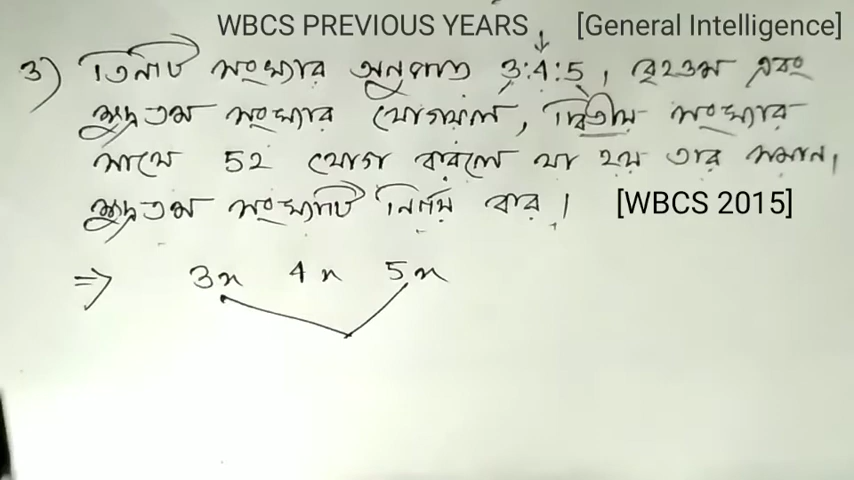 WBCS PREVIOUS YEARS [General Intelligence]
৩) তিনটি সংখ্যার অনুপাত 3:4:5, বৃহত্তম এবং
ক্ষুদ্রতম সংখ্যার যোগফল, দ্বিতীয় সংখ্যার
সাথে 52 যোগ করলে যা হয় তার সমান।
ক্ষুদ্রতম সংখ্যাটি নির্ণয় কর। [WBCS 2015]
⇒ 3x 4x 5x